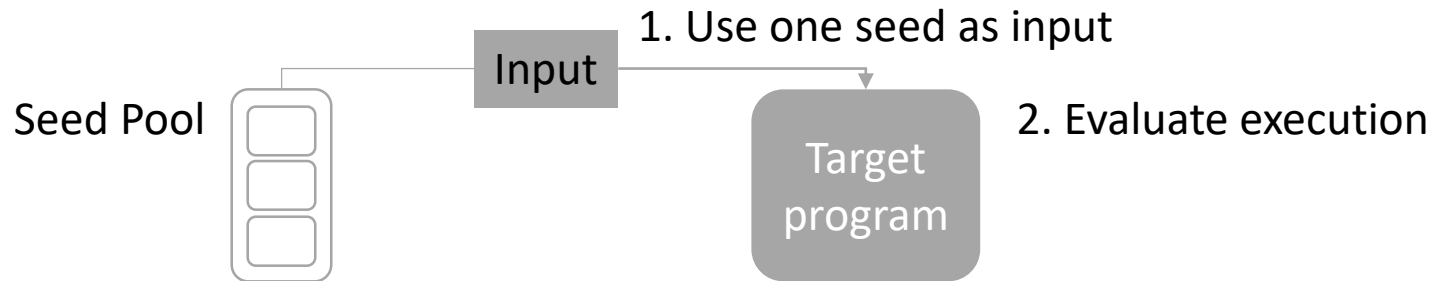 1. Use one seed as input
Input
Seed Pool
2. Evaluate execution
Target
program